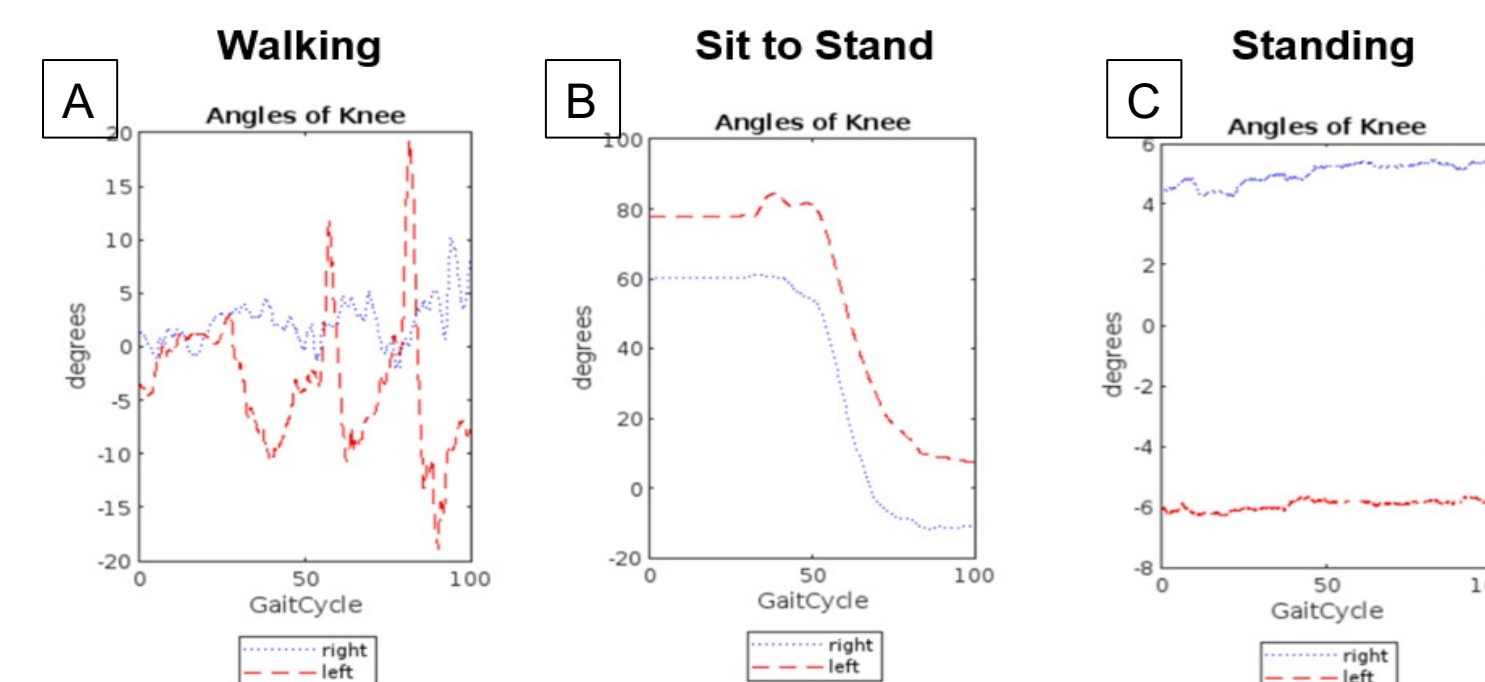 Walking
A
Angles of Knee
20
15
10
5
0
-5
-10
-15
-20
degrees
0 50 100
GaitCycle
right
left
Sit to Stand
B
Angles of Knee
100
80
60
40
20
0
-20
degrees
0 50 100
GaitCycle
right
left
Standing
C
Angles of Knee
6
4
2
0
-2
-4
-6
-8
degrees
0 50
GaitCycle
right
left